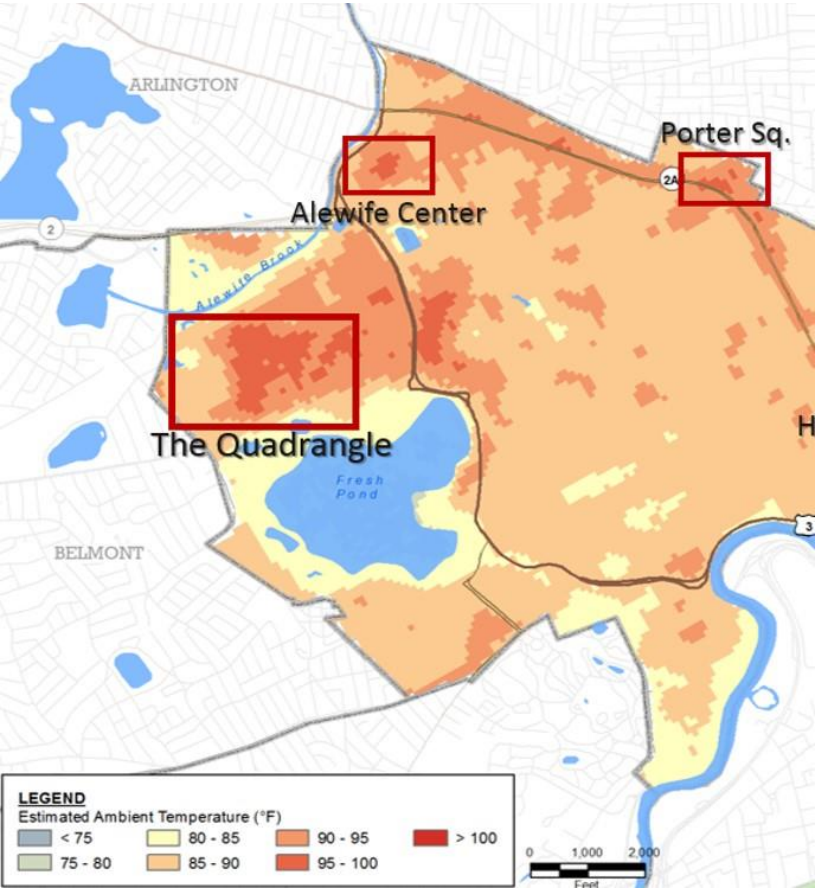 ARLINGTON
Porter Sq.
2A
Alewife Center
2
Alewife Brook
The Quadrangle
H
Fresh
Pond
3
BELMONT
LEGEND
Estimated Ambient Temperature (°F)
< 75 80 - 85 90 - 95 > 100
75 - 80 85 - 90 95 - 100
0 1,000 2,000
Feet